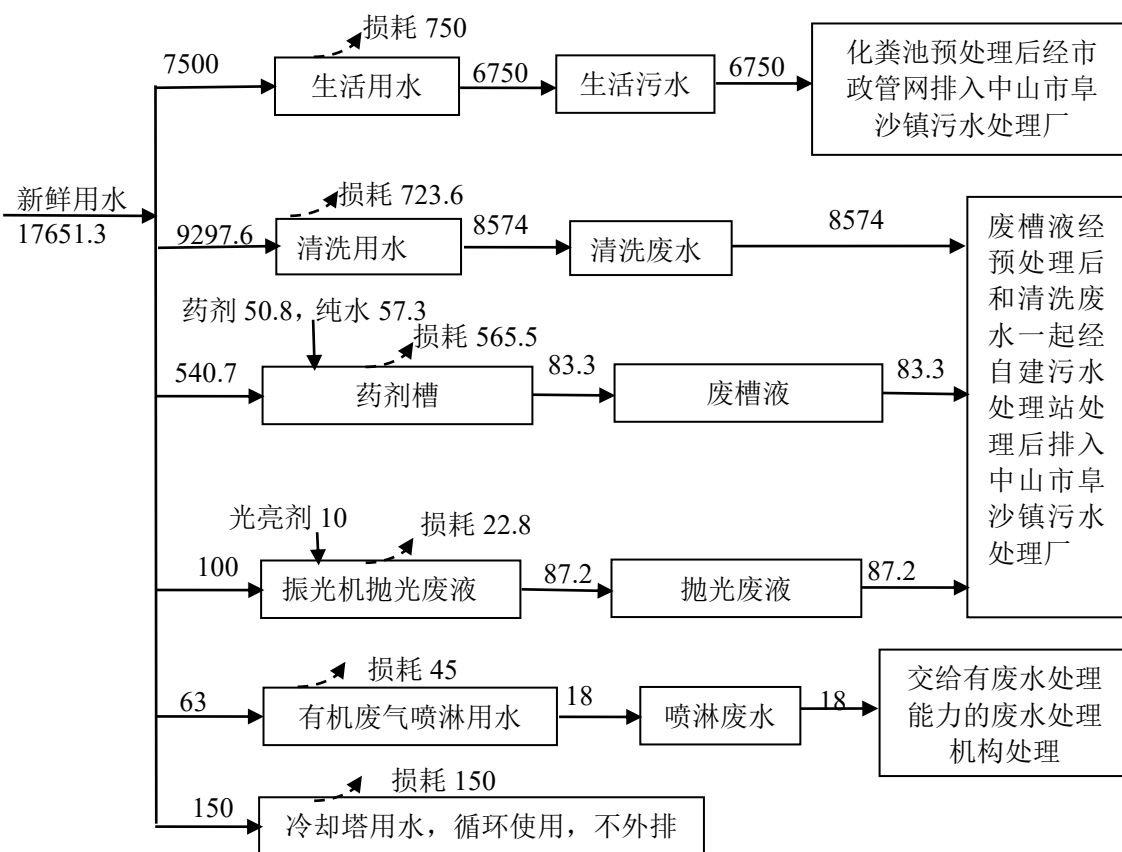 损耗 750
7500
生活用水
6750
生活污水
6750
化粪池预处理后经市
政管网排入中山市阜
沙镇污水处理厂
新鲜用水
17651.3
损耗 723.6
9297.6
清洗用水
8574
清洗废水
8574
药剂 50.8，纯水 57.3
损耗 565.5
540.7
药剂槽
83.3
废槽液
83.3
废槽液经
预处理后
和清洗废
水一起经
自建污水
处理站处
理后排入
中山市阜
沙镇污水
处理厂
光亮剂 10
损耗 22.8
100
振光机抛光废液
87.2
抛光废液
87.2
损耗 45
63
有机废气喷淋用水
18
喷淋废水
18
交给有废水处理
能力的废水处理
机构处理
损耗 150
150
冷却塔用水，循环使用，不外排